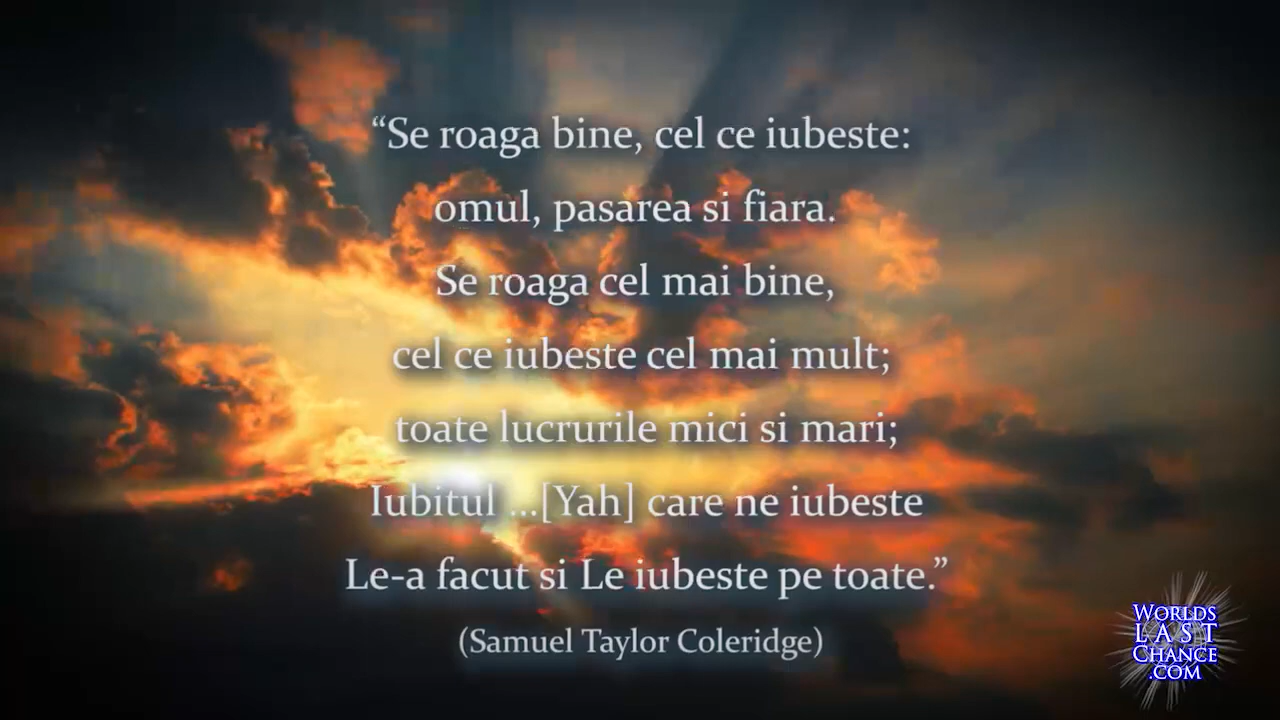 “Se roaga bine, cel ce iubeste:
omul, pasarea si fiara.
Se roaga cel mai bine,
cel ce iubeste cel mai mult;
toate lucrurile mici si mari;
Iubitul ...[Yah] care ne iubeste
Le-a facut si Le iubeste pe toate.”
(Samuel Taylor Coleridge)
WORLDS
LAST
CHANCE
.COM